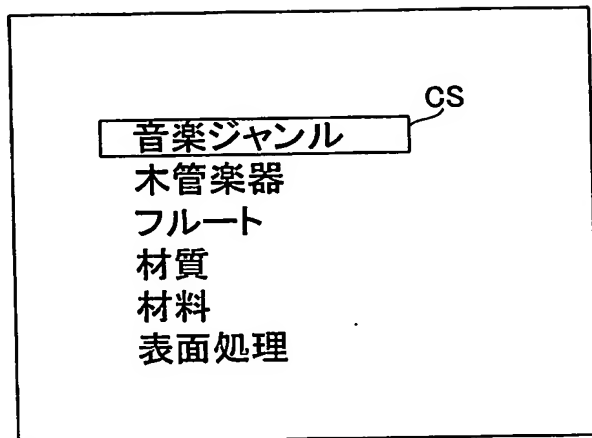 CS
音楽ジャンル
木管楽器
フルート
材質
材料
表面処理